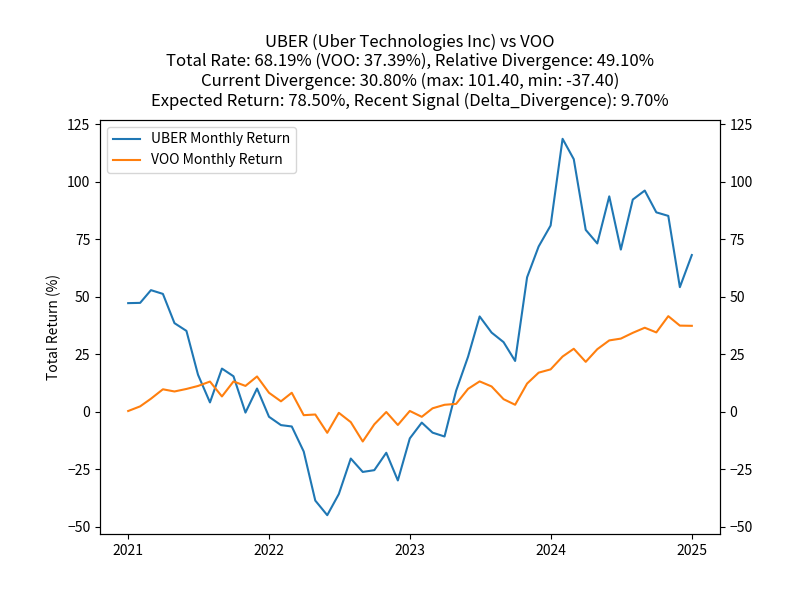 UBER (Uber Technologies Inc) vs VOO
Total Rate: 68.19% (VOO: 37.39%), Relative Divergence: 49.10%
Current Divergence: 30.80% (max: 101.40, min: -37.40)
Expected Return: 78.50%, Recent Signal (Delta_Divergence): 9.70%
UBER Monthly Return
VOO Monthly Return
Total Return (%)
125
100
75
50
25
0
−25
−50
125
100
75
50
25
0
−25
−50
2021 2022 2023 2024 2025